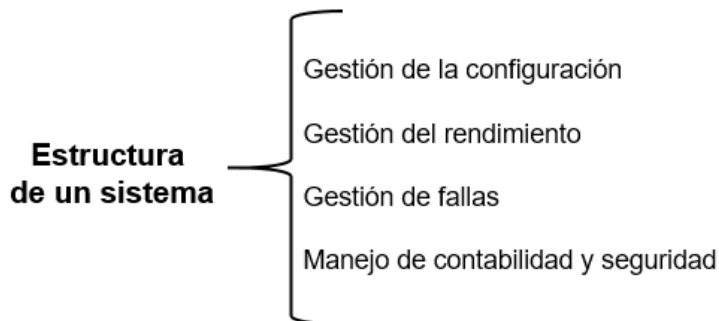 Estructura
de un sistema
Gestión de la configuración
Gestión del rendimiento
Gestión de fallas
Manejo de contabilidad y seguridad